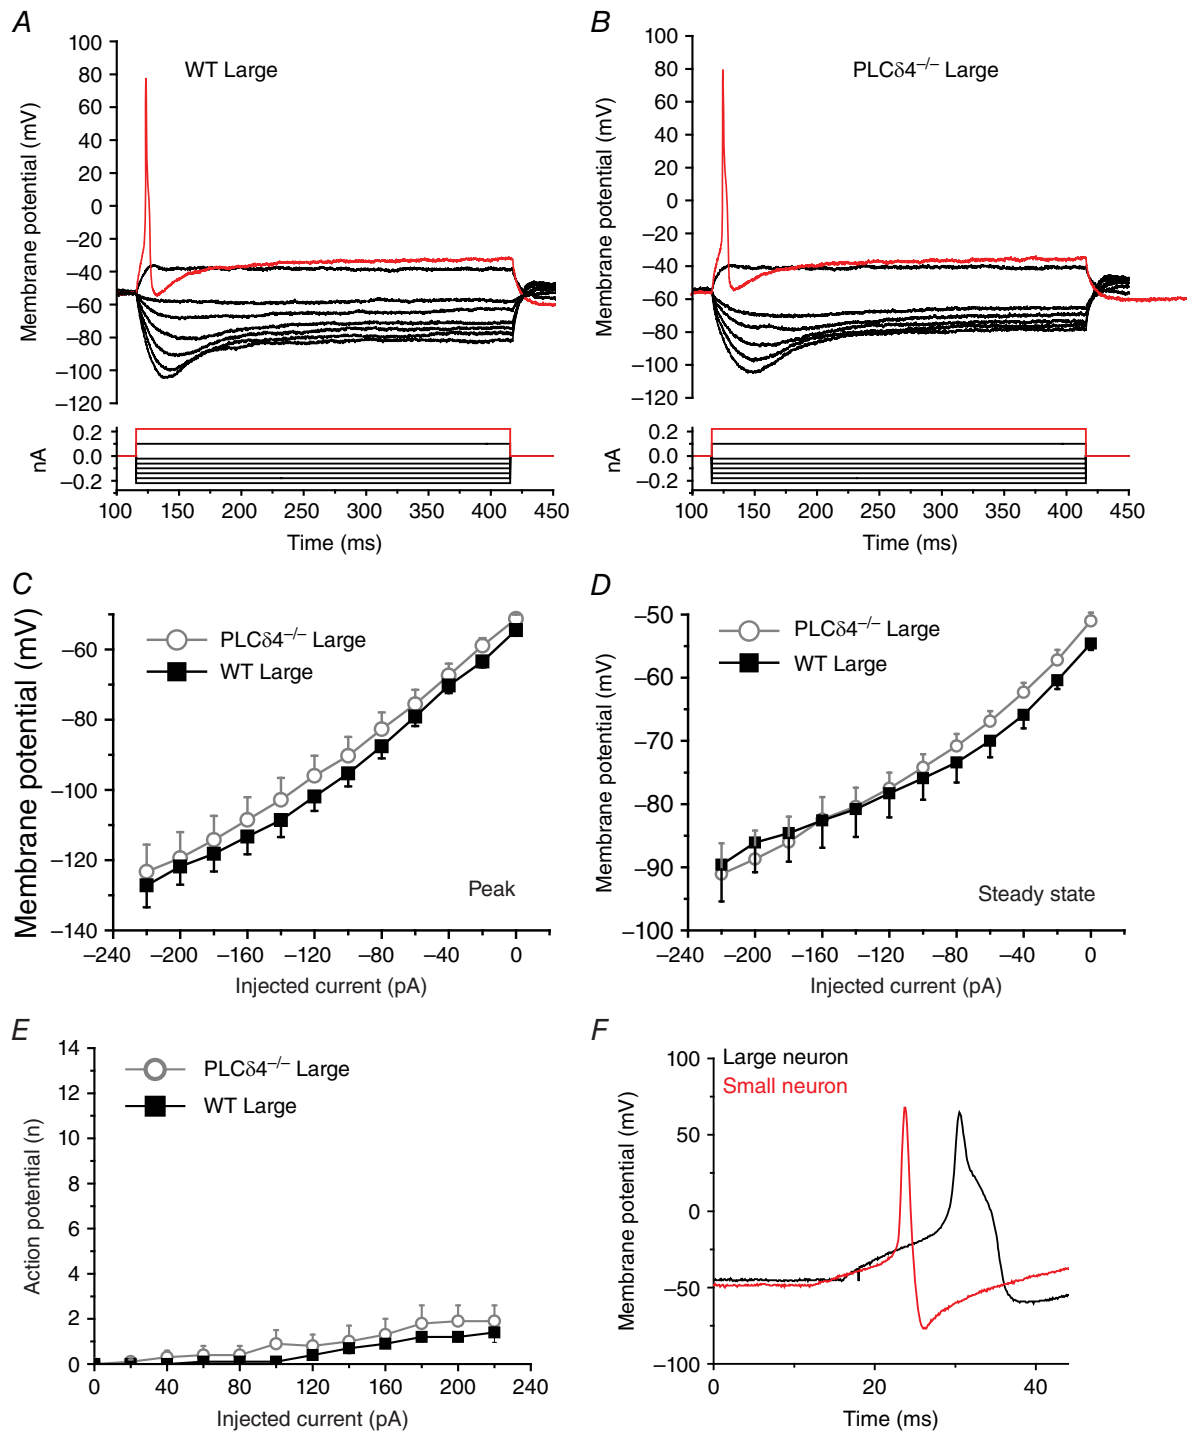 A
B
WT Large
PLCδ4−/− Large
Membrane potential (mV)
100
80
60
40
20
0
−20
−40
−60
−80
−100
−120
Membrane potential (mV)
100
80
60
40
20
0
−20
−40
−60
−80
−100
−120
nA
0.2
0.0
−0.2
100 150 200 250 300 350 400 450
Time (ms)
nA
0.2
0.0
−0.2
100 150 200 250 300 350 400 450
Time (ms)
C
D
Membrane potential (mV)
−60
−80
−100
−120
−140
PLCδ4−/− Large
WT Large
Peak
−240 −200 −160 −120 −80 −40 0
Injected current (pA)
Membrane potential (mV)
−50
−60
−70
−80
−90
−100
PLCδ4−/− Large
WT Large
Steady state
−240 −200 −160 −120 −80 −40 0
Injected current (pA)
E
F
Action potential (n)
14
12
10
8
6
4
2
0
PLCδ4−/− Large
WT Large
0 40 80 120 160 200 240
Injected current (pA)
Membrane potential (mV)
100
50
0
−50
−100
Large neuron
Small neuron
0 20 40
Time (ms)